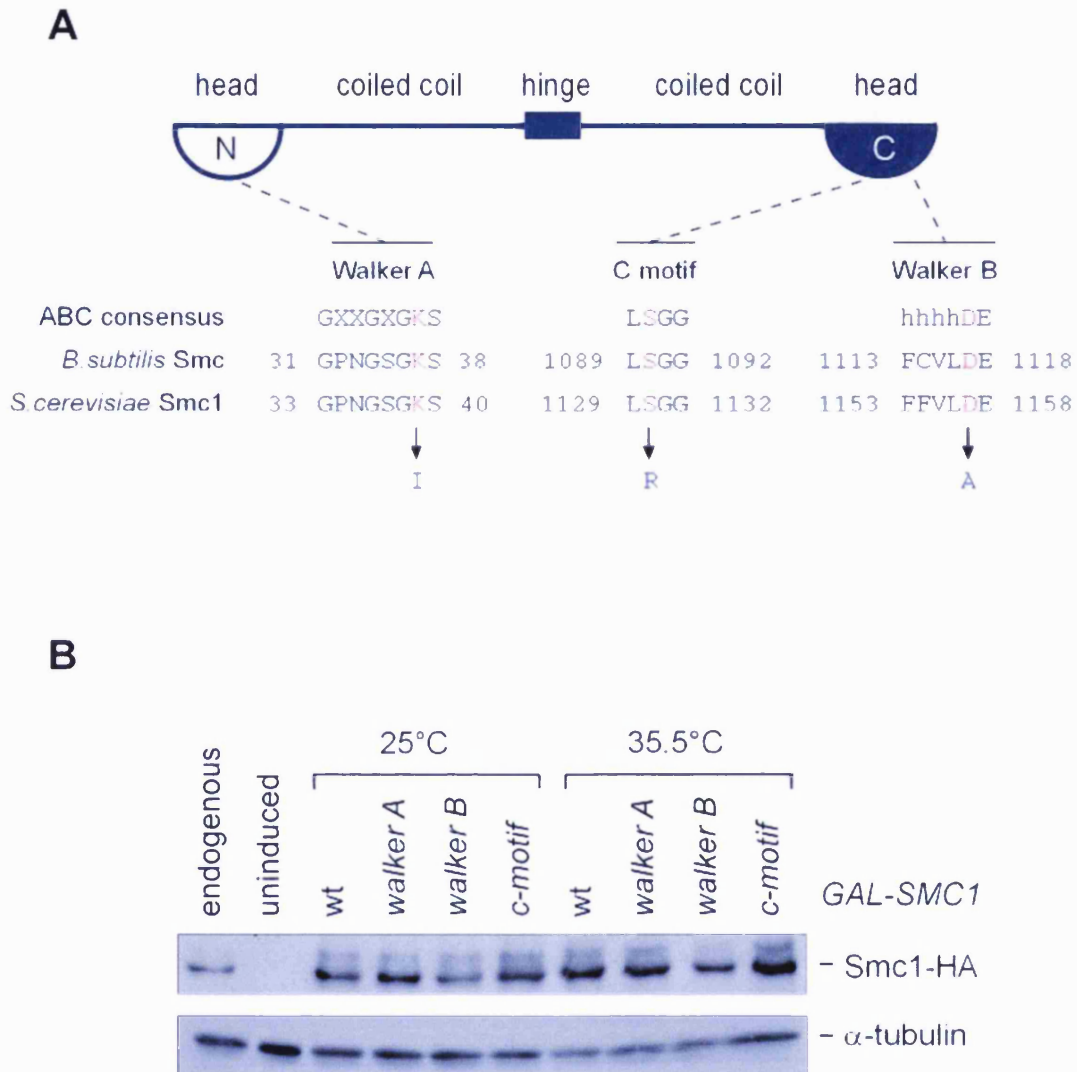 A
head coiled coil hinge coiled coil head
N C
Walker A C motif Walker B
ABC consensus GXXGXGKS LSGG hhhhDE
B.subtilis Smc 31 GPNGSGKS 38 1089 LSGG 1092 1113 FCVLDE 1118
S.cerevisiae Smc1 33 GPNGSGKS 40 1129 LSGG 1132 1153 FFVLDE 1158
I R A
B
25°C 35.5°C
endogenous uninduced wt walker A walker B c-motif wt walker A walker B c-motif GAL-SMC1
- Smc1-HA
- α-tubulin